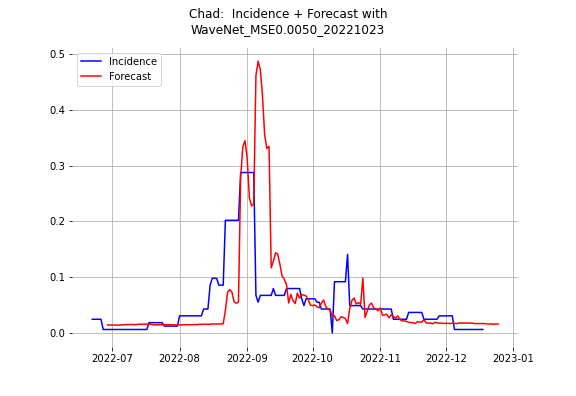 Chad:  Incidence + Forecast with
WaveNet_MSE0.0050_20221023
Incidence
Forecast
0.5
0.4
0.3
0.2
0.1
0.0
2022-07 2022-08 2022-09 2022-10 2022-11 2022-12 2023-01